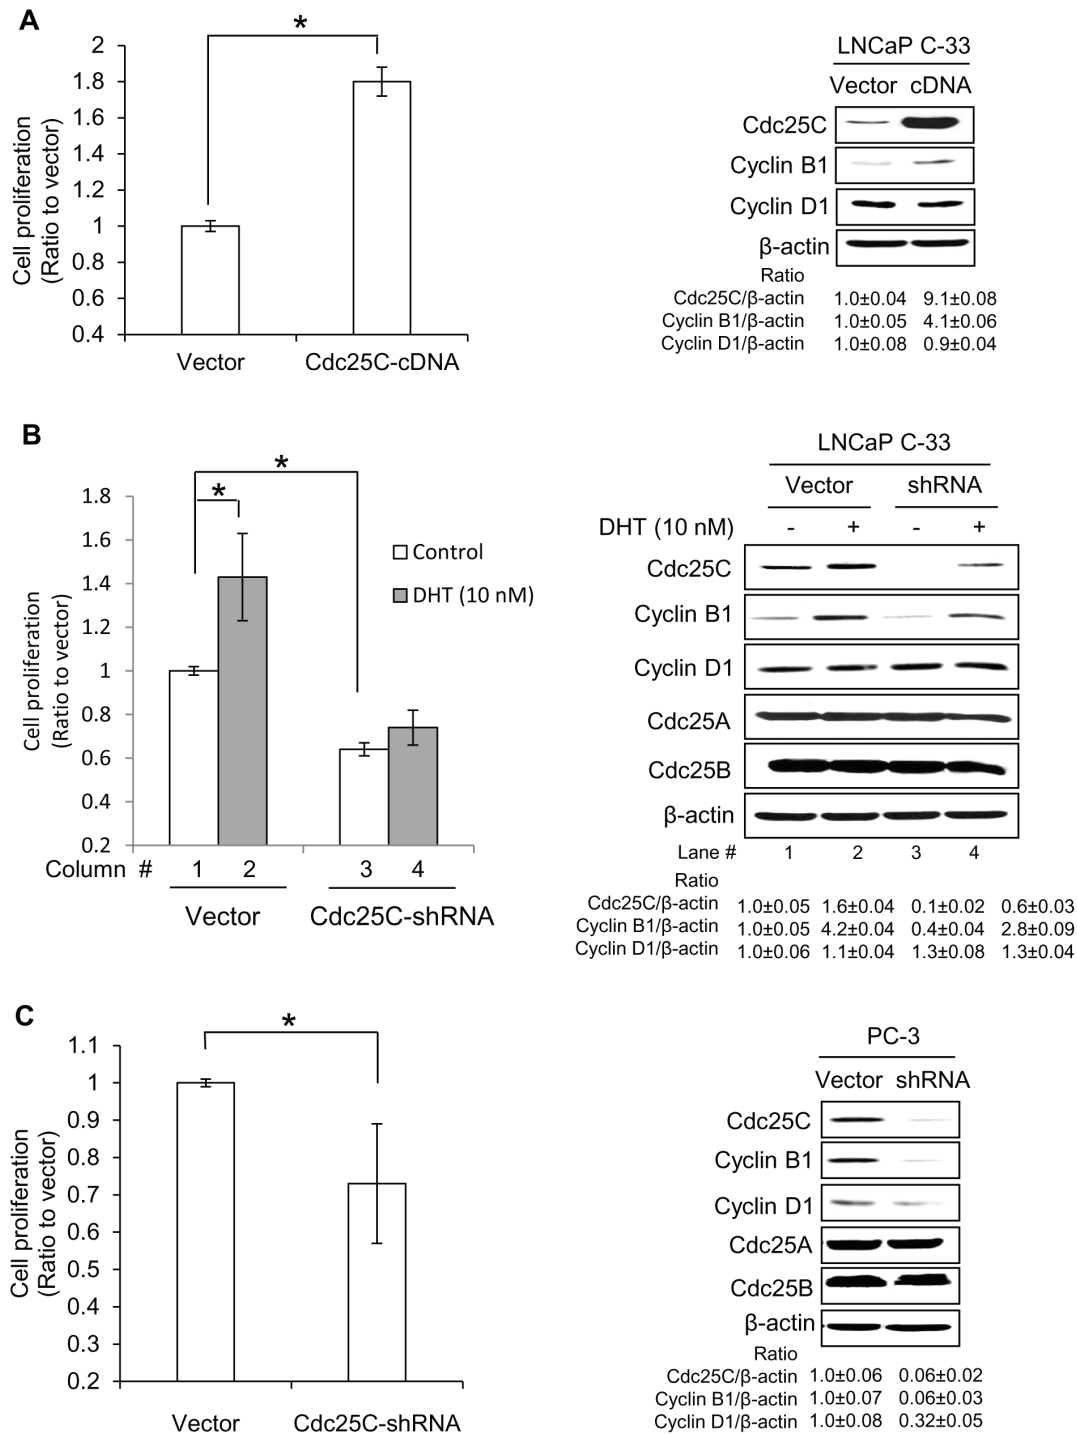 A
*
Cell proliferation
(Ratio to vector)
2
1.8
1.6
1.4
1.2
1
0.8
0.6
0.4
Vector Cdc25C-cDNA
LNCaP C-33
Vector cDNA
Cdc25C
Cyclin B1
Cyclin D1
β-actin
Ratio
Cdc25C/β-actin 1.0±0.04 9.1±0.08
Cyclin B1/β-actin 1.0±0.05 4.1±0.06
Cyclin D1/β-actin 1.0±0.08 0.9±0.04
B
*
*
Cell proliferation
(Ratio to vector)
1.8
1.6
1.4
1.2
1
0.8
0.6
0.4
0.2
Control
DHT (10 nM)
Column # 1 2 3 4
Vector Cdc25C-shRNA
LNCaP C-33
Vector shRNA
DHT (10 nM) - + - +
Cdc25C
Cyclin B1
Cyclin D1
Cdc25A
Cdc25B
β-actin
Lane # 1 2 3 4
Ratio
Cdc25C/β-actin 1.0±0.05 1.6±0.04 0.1±0.02 0.6±0.03
Cyclin B1/β-actin 1.0±0.05 4.2±0.04 0.4±0.04 2.8±0.09
Cyclin D1/β-actin 1.0±0.06 1.1±0.04 1.3±0.08 1.3±0.04
C
*
Cell proliferation
(Ratio to vector)
1.1
1
0.9
0.8
0.7
0.6
0.5
0.4
0.3
0.2
Vector Cdc25C-shRNA
PC-3
Vector shRNA
Cdc25C
Cyclin B1
Cyclin D1
Cdc25A
Cdc25B
β-actin
Ratio
Cdc25C/β-actin 1.0±0.06 0.06±0.02
Cyclin B1/β-actin 1.0±0.07 0.06±0.03
Cyclin D1/β-actin 1.0±0.08 0.32±0.05